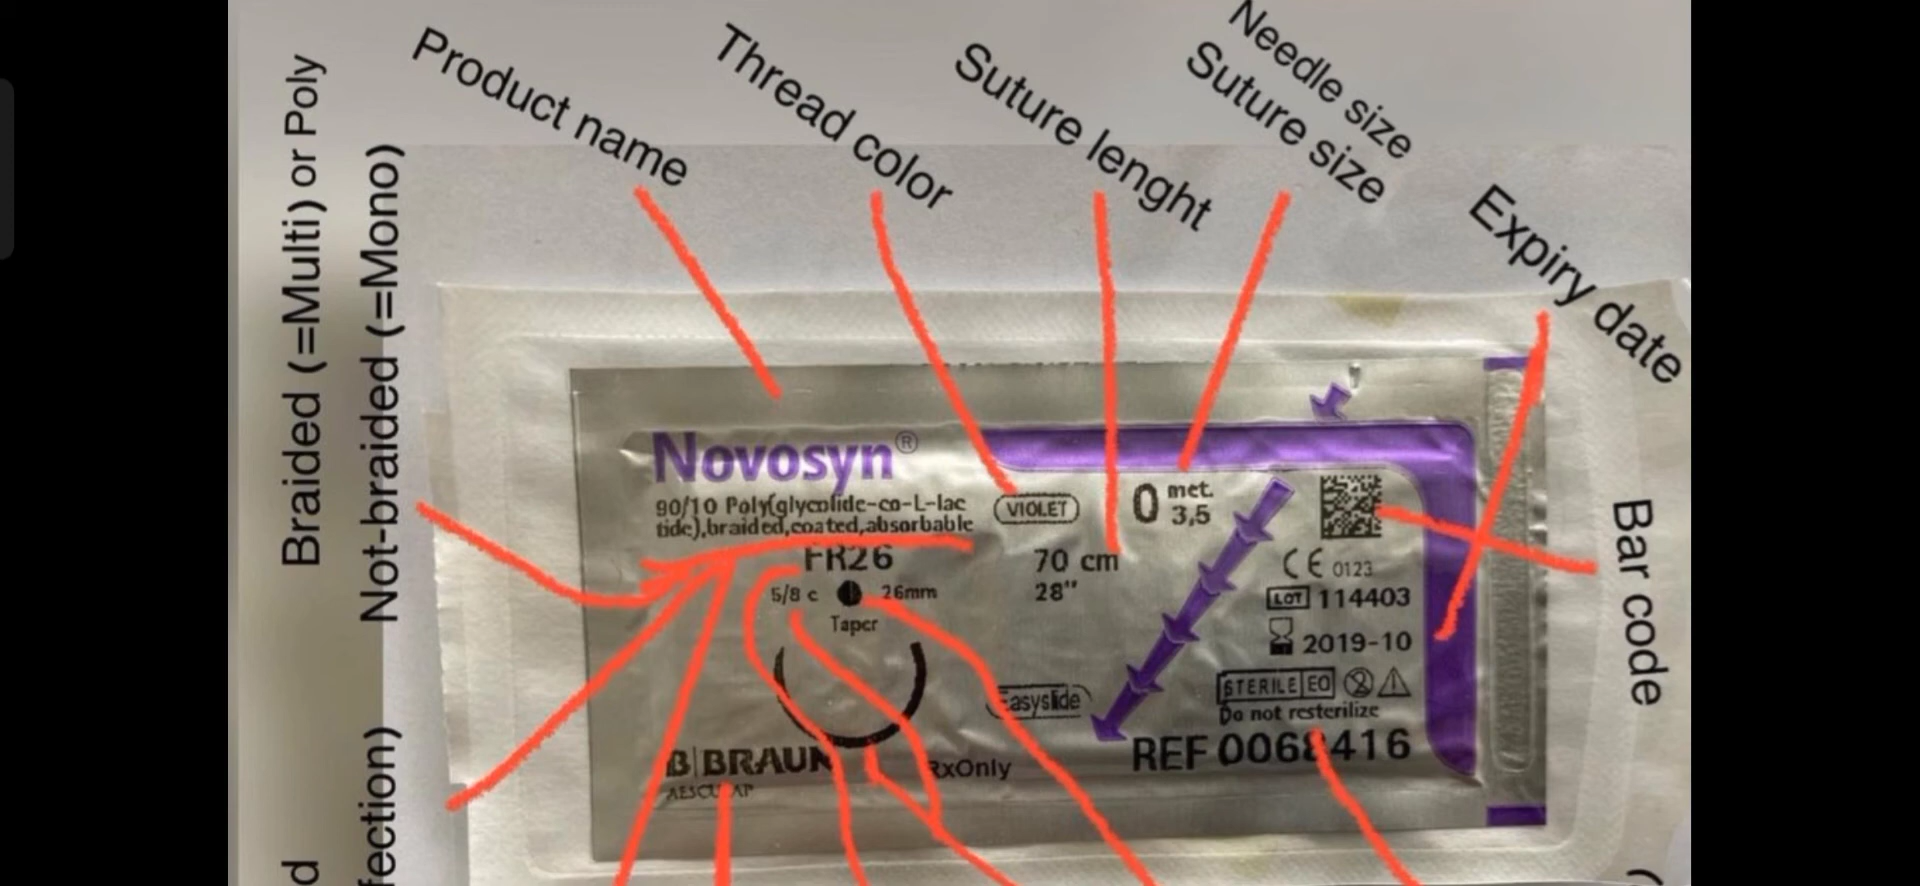 Braided (=Multi) or Poly
Not-braided (=Mono)
Product name
Thread color
Suture lenght
Needle size
Suture size
Expiry date
Bar code
Novosyn®
90/10 Poly(glycolide-co-L-lac
tide),braided,coated,absorbable
VIOLET
0 met.
3,5
FR26
5/8 c 26mm
Taper
70 cm
28"
CE 0123
LOT 114403
2019-10
STERILE EO
Do not resterilize
Easyslide
REF 0068416
B|BRAUN
AESCULAP
RxOnly
fection)